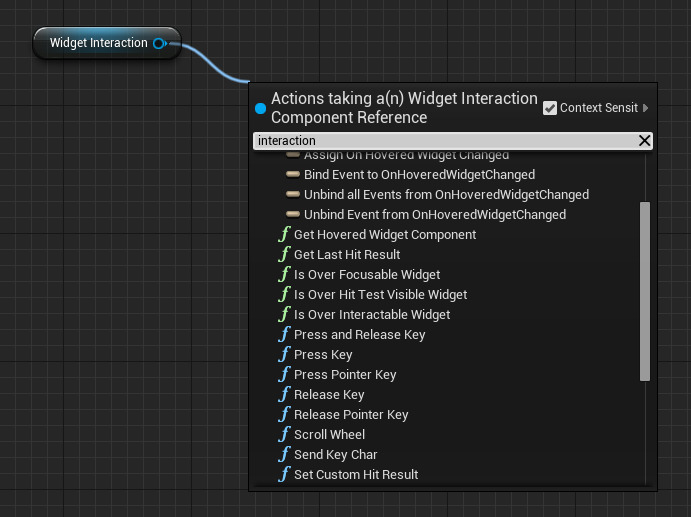 Widget Interaction
Actions taking a(n) Widget Interaction
Component Reference
Context Sensit
interaction
Assign On Hovered Widget Changed
Bind Event to OnHoveredWidgetChanged
Unbind all Events from OnHoveredWidgetChanged
Unbind Event from OnHoveredWidgetChanged
Get Hovered Widget Component
Get Last Hit Result
Is Over Focusable Widget
Is Over Hit Test Visible Widget
Is Over Interactable Widget
Press and Release Key
Press Key
Press Pointer Key
Release Key
Release Pointer Key
Scroll Wheel
Send Key Char
Set Custom Hit Result